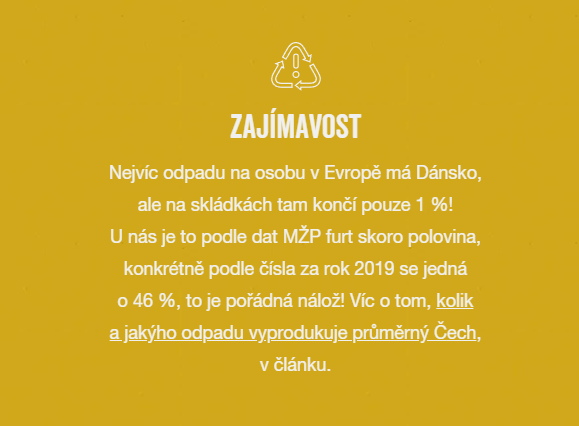 ZAJÍMAVOST
Nejvíc odpadu na osobu v Evropě má Dánsko,
ale na skládkách tam končí pouze 1 %!
U nás je to podle dat MŽP furt skoro polovina,
konkrétně podle čísla za rok 2019 se jedná
o 46 %, to je pořádná nálož! Víc o tom, kolik
a jakýho odpadu vyprodukuje průměrný Čech,
v článku.